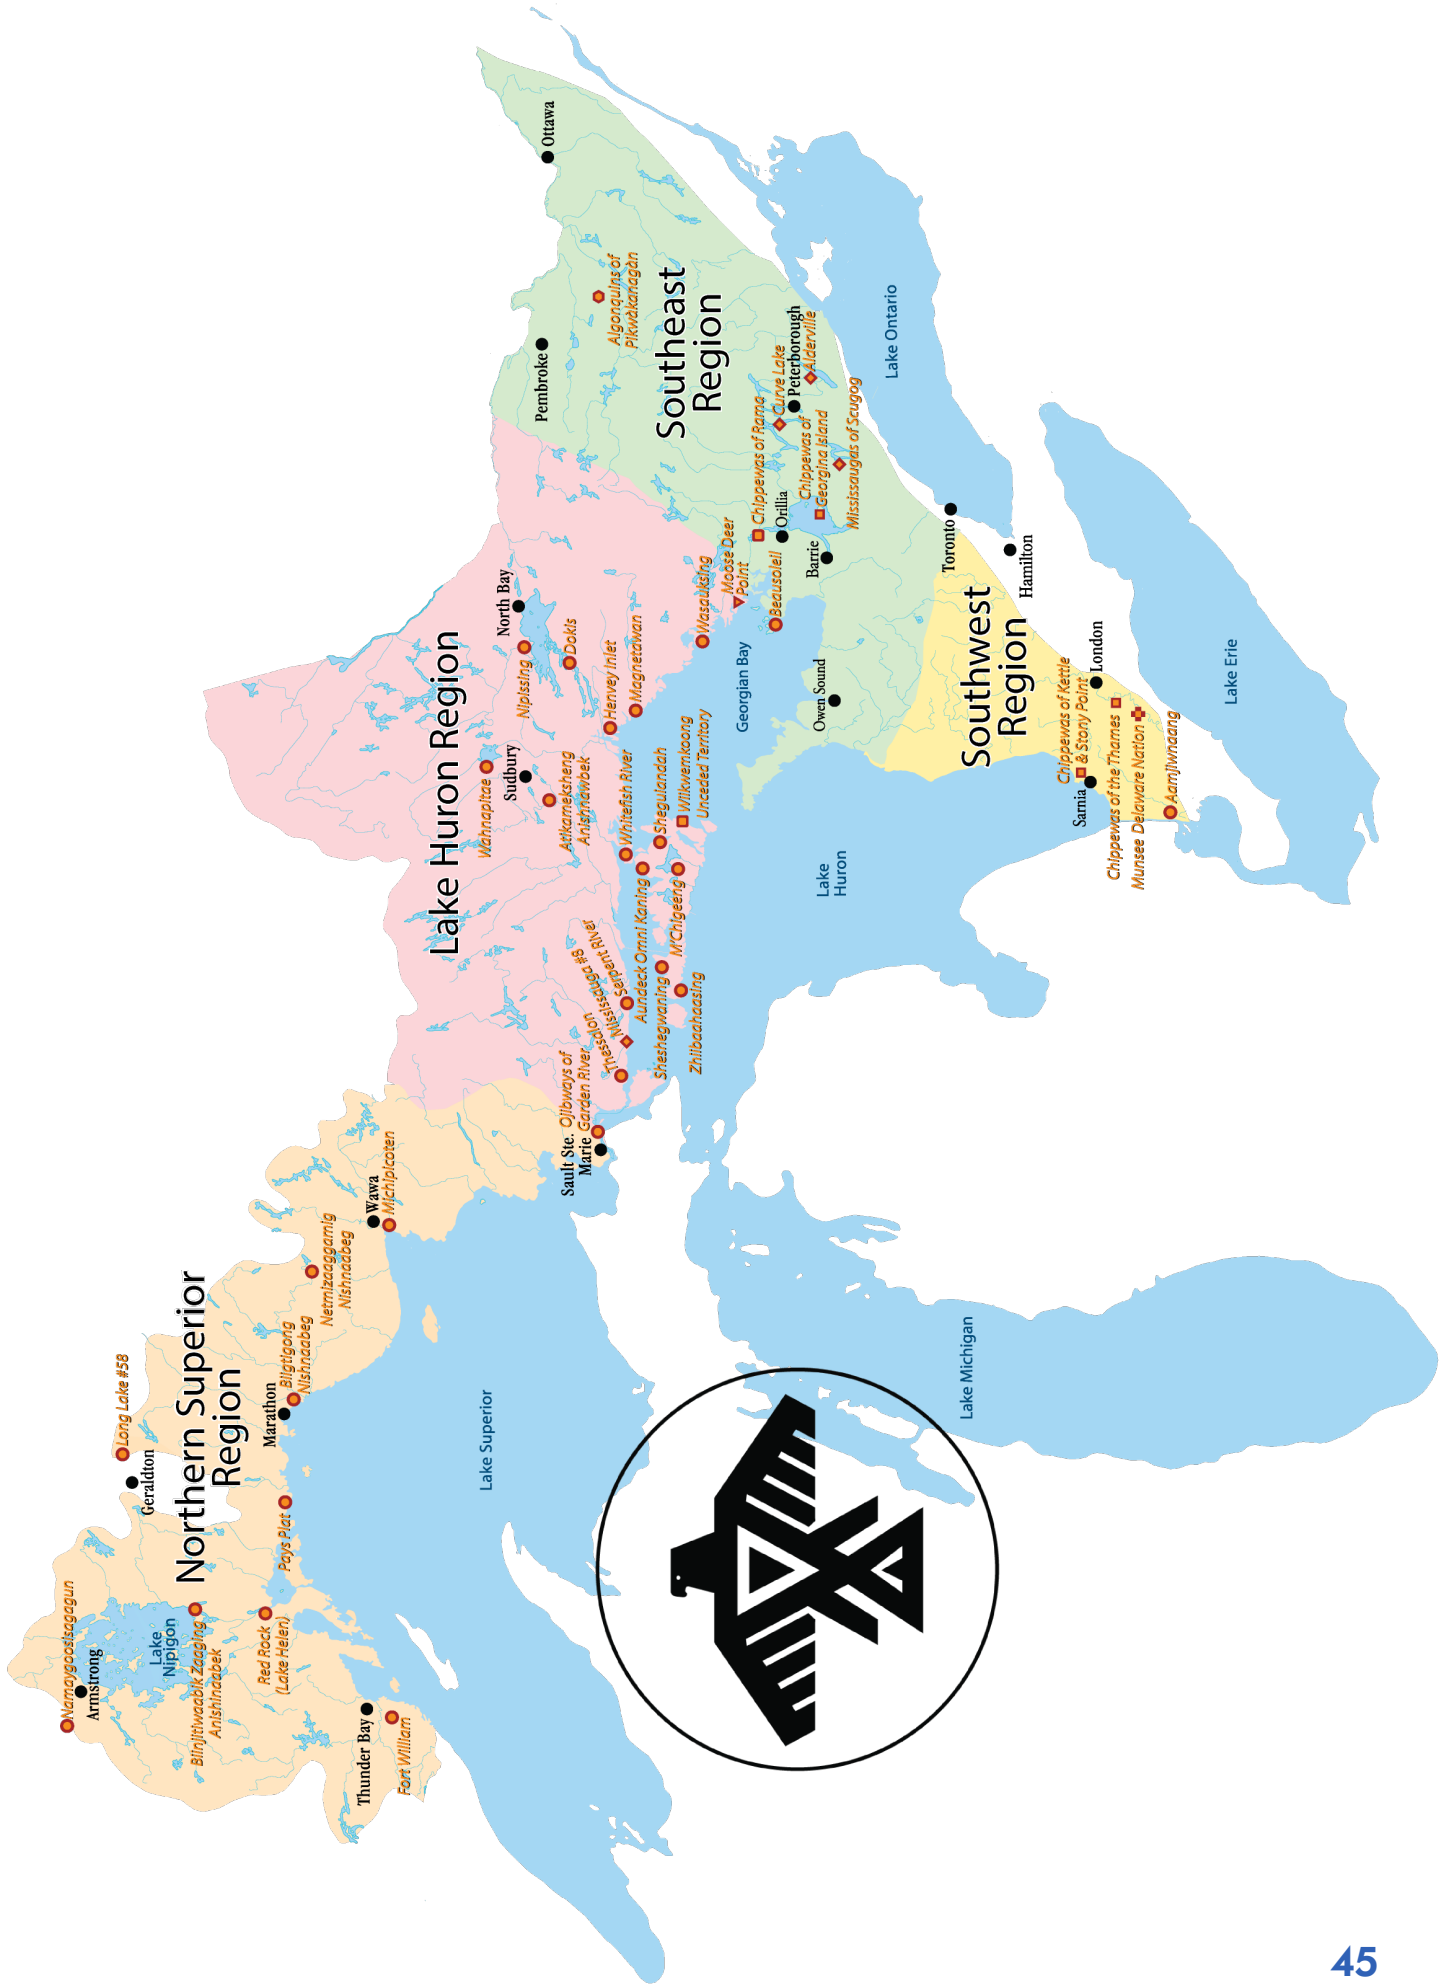 Northern Superior
Region
Namaygoosisagagun
Armstrong
Lake
Nipigon
Biinjitiwaabik Zaaging
Anishinaabek
Red Rock
(Lake Helen)
Thunder Bay
Fort William
Pays Plat
Geraldton
Long Lake #58
Marathon
Biigtigong
Nishnaabeg
Netmizaaggamig
Nishnaabeg
Wawa
Michipicoten
Lake Superior
Sault Ste.
Marie
Ojibways of
Garden River
Lake Huron Region
Thessalon
Mississauga #8
Serpent River
Aundeck Omni Kaning
Sheshegwaning
Zhiibaahaasing
M'Chigeeng
Whitefish River
Sheguiandah
Wiikwemkoong
Unceded Territory
Wahnapitae
Sudbury
Atikameksheng
Anishnawbek
North Bay
Nipissing
Dokis
Henvey Inlet
Magnetawan
Wasauksing
Georgian Bay
Lake
Huron
Lake Michigan
Southeast
Region
Ottawa
Pembroke
Algonquins of
Pikwàkanagàn
Moose Deer
Point
Beausoleil
Chippewas of Rama
Orillia
Barrie
Chippewas of
Georgina Island
Curve Lake
Peterborough
Alderville
Mississaugas of Scugog
Owen Sound
Lake Ontario
Toronto
Hamilton
Southwest
Region
London
Chippewas of Kettle
& Stony Point
Sarnia
Chippewas of the Thames
Munsee Delaware Nation
Aamjiwnaang
Lake Erie
45